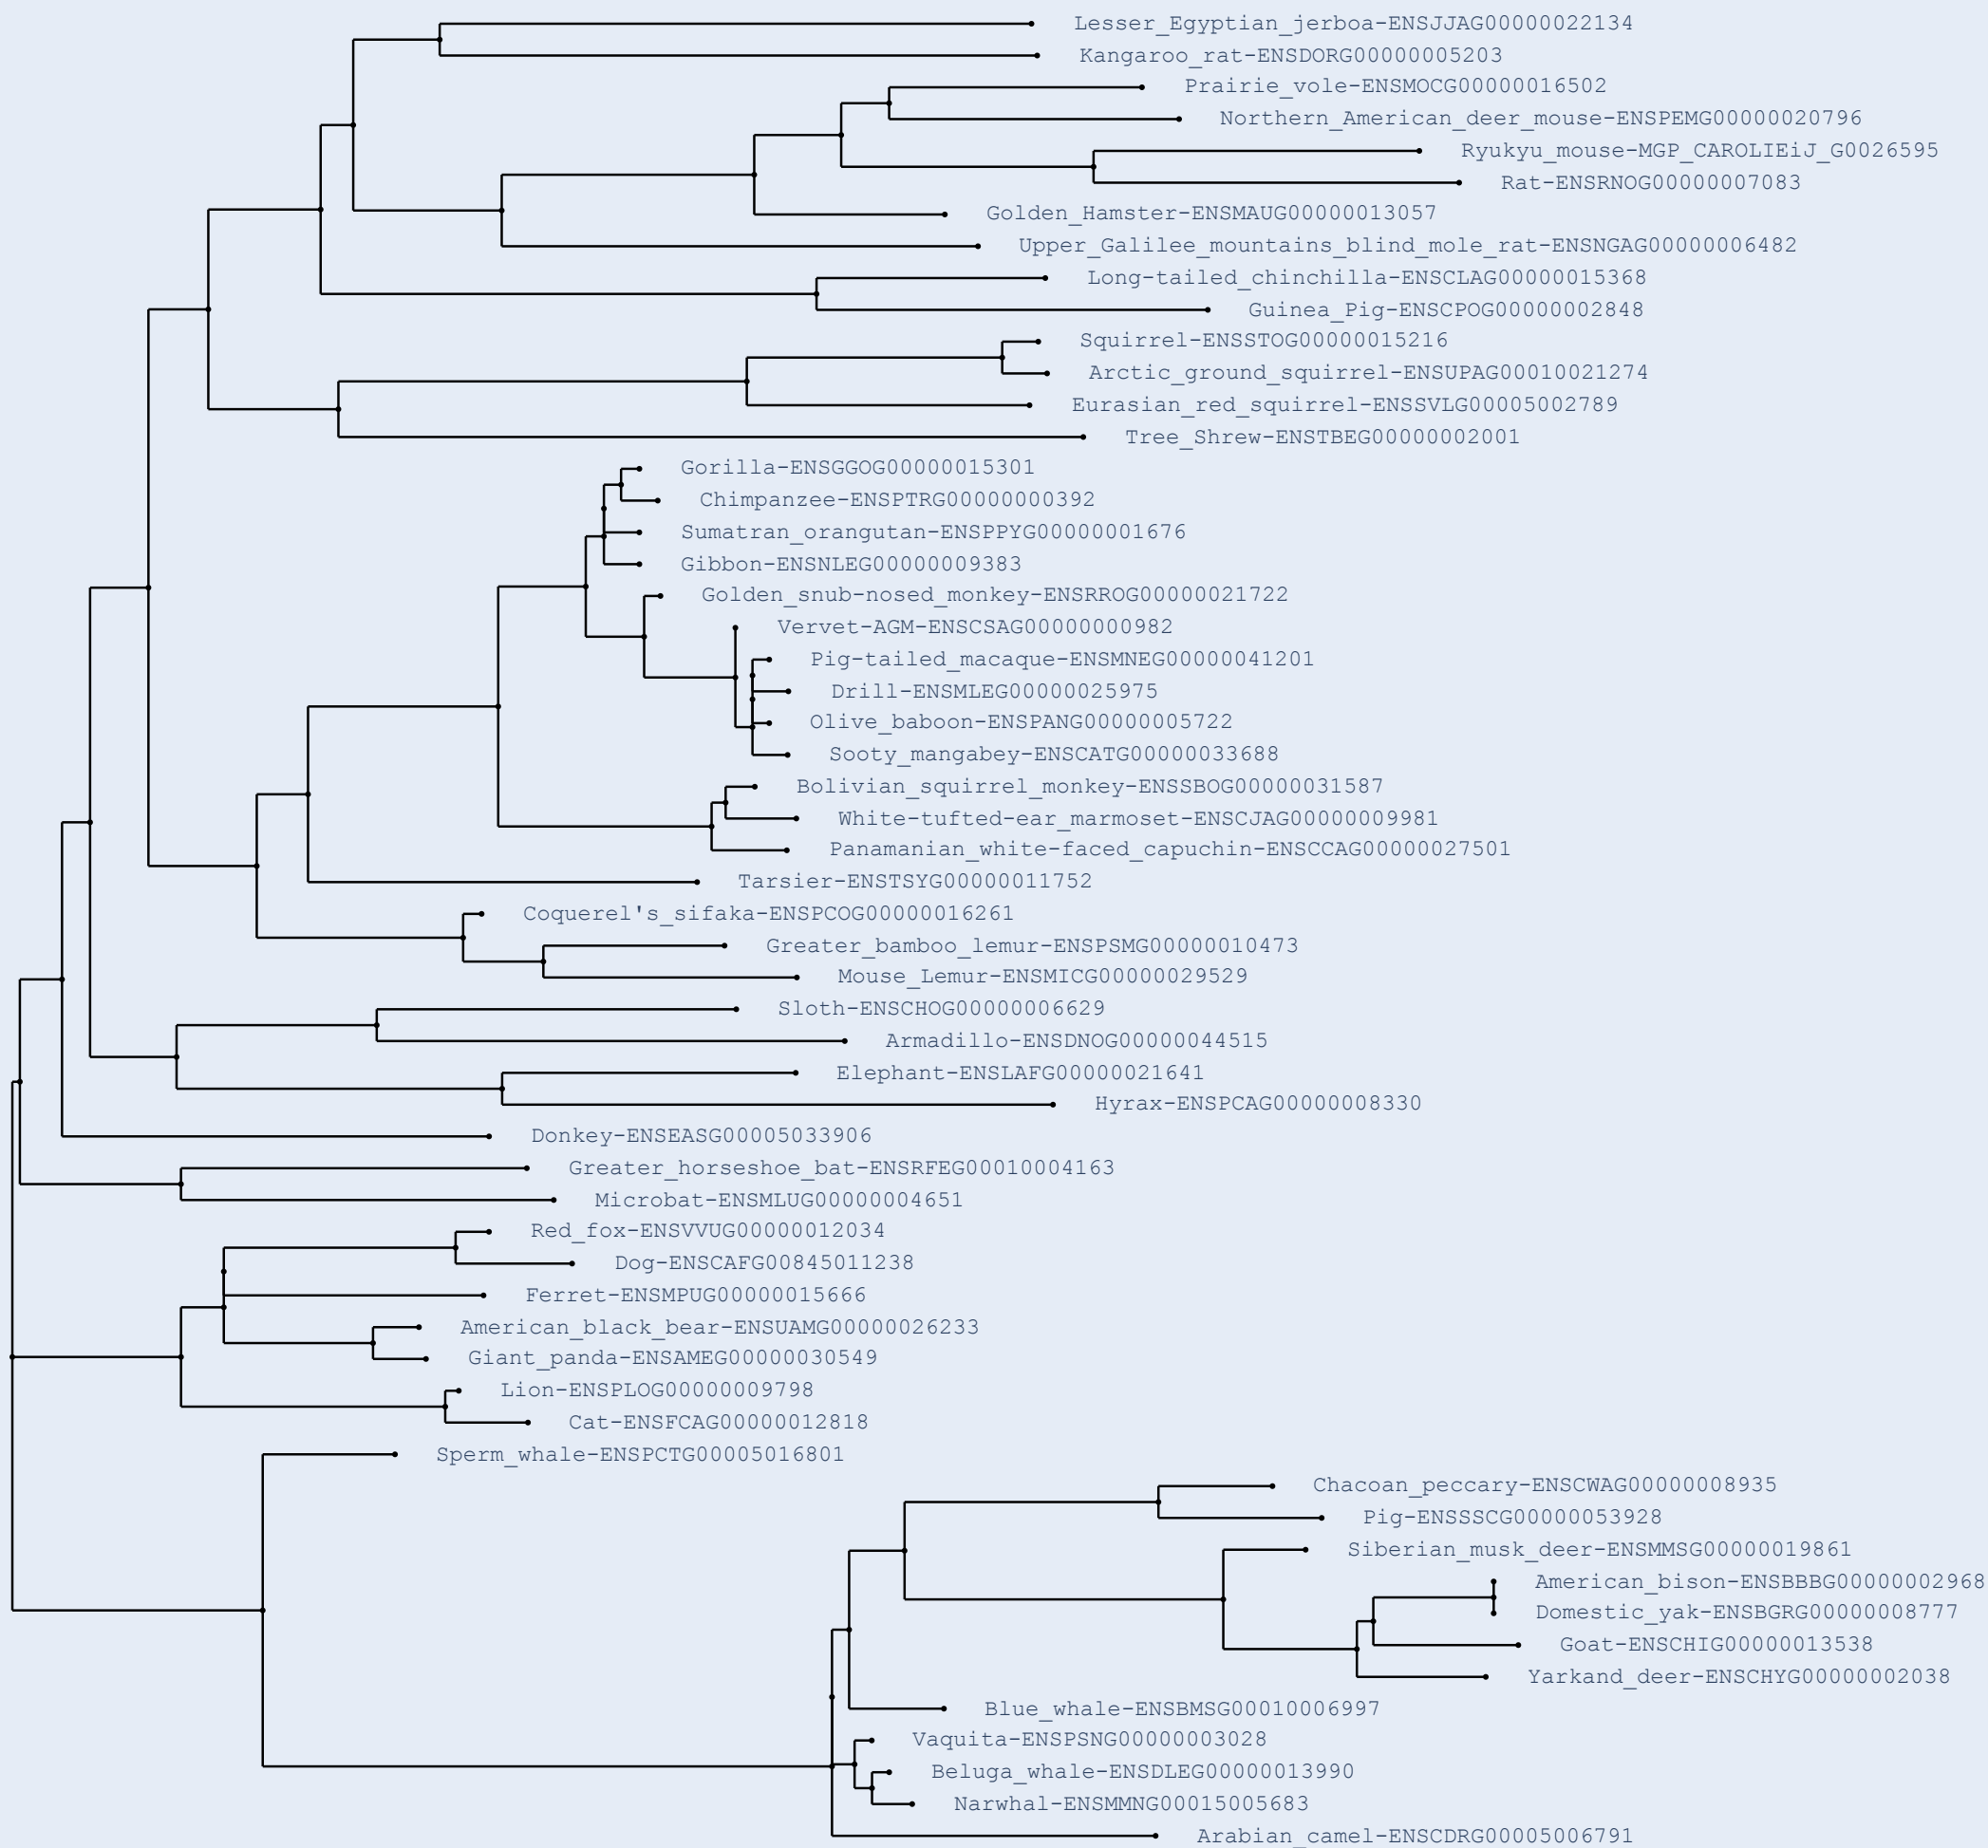 Lesser_Egyptian_jerboa-ENSJJAG00000022134
Kangaroo_rat-ENSDORG00000005203
Prairie_vole-ENSMOCG00000016502
Northern_American_deer_mouse-ENSPEMG00000020796
Ryukyu_mouse-MGP_CAROLIEiJ_G0026595
Rat-ENSRNOG00000007083
Golden_Hamster-ENSMAUG00000013057
Upper_Galilee_mountains_blind_mole_rat-ENSNGAG00000006482
Long-tailed_chinchilla-ENSCLAG00000015368
Guinea_Pig-ENSCPOG00000002848
Squirrel-ENSSTOG00000015216
Arctic_ground_squirrel-ENSUPAG00010021274
Eurasian_red_squirrel-ENSSVLG00005002789
Tree_Shrew-ENSTBEG00000002001
Gorilla-ENSGGOG00000015301
Chimpanzee-ENSPTRG00000000392
Sumatran_orangutan-ENSPPYG00000001676
Gibbon-ENSNLEG00000009383
Golden_snub-nosed_monkey-ENSRROG00000021722
Vervet-AGM-ENSCSAG00000000982
Pig-tailed_macaque-ENSMNEG00000041201
Drill-ENSMLEG00000025975
Olive_baboon-ENSPANG00000005722
Sooty_mangabey-ENSCATG00000033688
Bolivian_squirrel_monkey-ENSSBOG00000031587
White-tufted-ear_marmoset-ENSCJAG00000009981
Panamanian_white-faced_capuchin-ENSCCAG00000027501
Tarsier-ENSTSYG00000011752
Coquerel's_sifaka-ENSPCOG00000016261
Greater_bamboo_lemur-ENSPSMG00000010473
Mouse_Lemur-ENSMICG00000029529
Sloth-ENSCHOG00000006629
Armadillo-ENSDNOG00000044515
Elephant-ENSLAFG00000021641
Hyrax-ENSPCAG00000008330
Donkey-ENSEASG00005033906
Greater_horseshoe_bat-ENSRFEG00010004163
Microbat-ENSMLUG00000004651
Red_fox-ENSVVUG00000012034
Dog-ENSCAFG00845011238
Ferret-ENSMPUG00000015666
American_black_bear-ENSUAMG00000026233
Giant_panda-ENSAMEG00000030549
Lion-ENSPLOG00000009798
Cat-ENSFCAG00000012818
Sperm_whale-ENSPCTG00005016801
Chacoan_peccary-ENSCWAG00000008935
Pig-ENSSSCG00000053928
Siberian_musk_deer-ENSMMSG00000019861
American_bison-ENSBBBG00000002968
Domestic_yak-ENSBGRG00000008777
Goat-ENSCHIG00000013538
Yarkand_deer-ENSCHYG00000002038
Blue_whale-ENSBMSG00010006997
Vaquita-ENSPSNG00000003028
Beluga_whale-ENSDLEG00000013990
Narwhal-ENSMMNG00015005683
Arabian_camel-ENSCDRG00005006791